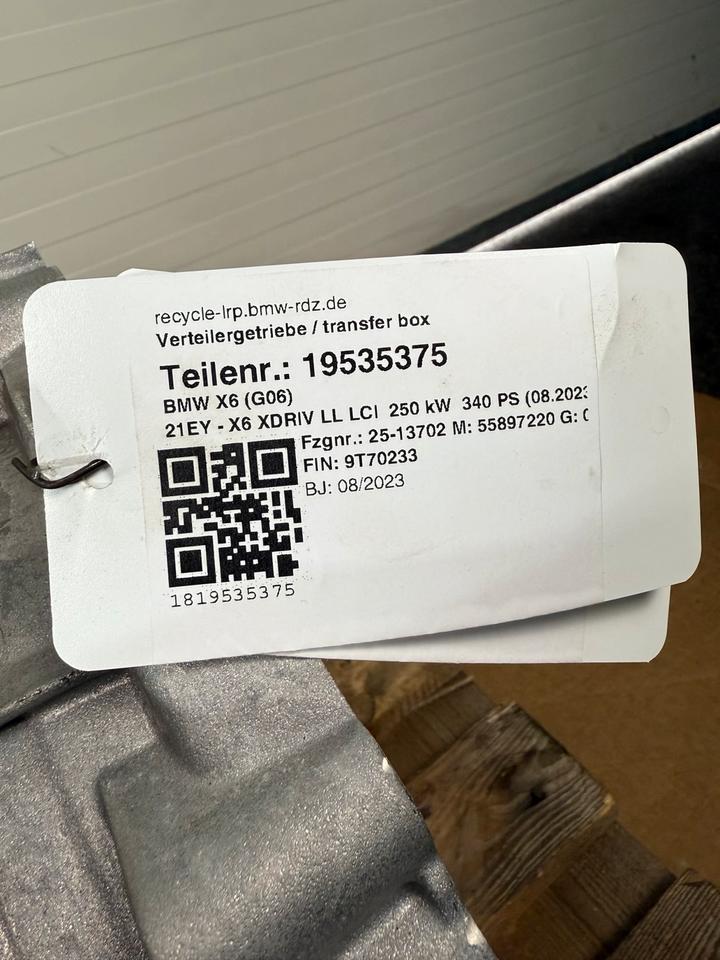 recycle-lrp.bmw-rdz.de
Verteilergetriebe / transfer box
Teilenr.: 19535375
BMW X6 (G06)
21EY - X6 XDRIV LL LCI 250 kW 340 PS (08.2023
Fzgnr.: 25-13702 M: 55897220 G:
FIN: 9T70233
BJ: 08/2023
1819535375